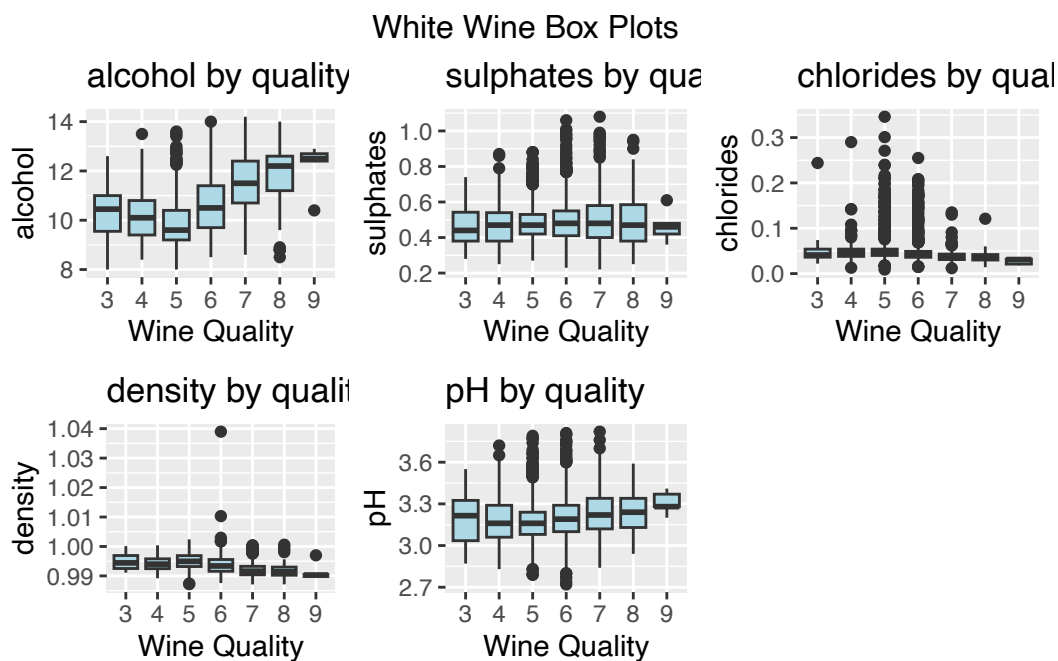 White Wine Box Plots
alcohol by quality
14
12
10
8
alcohol
3 4 5 6 7 8 9
Wine Quality
sulphates by qua
1.0
0.8
0.6
0.4
0.2
sulphates
3 4 5 6 7 8 9
Wine Quality
chlorides by qual
0.3
0.2
0.1
0.0
chlorides
3 4 5 6 7 8 9
Wine Quality
density by qualit
1.04
1.03
1.02
1.01
1.00
0.99
density
3 4 5 6 7 8 9
Wine Quality
pH by quality
3.6
3.3
3.0
2.7
pH
3 4 5 6 7 8 9
Wine Quality